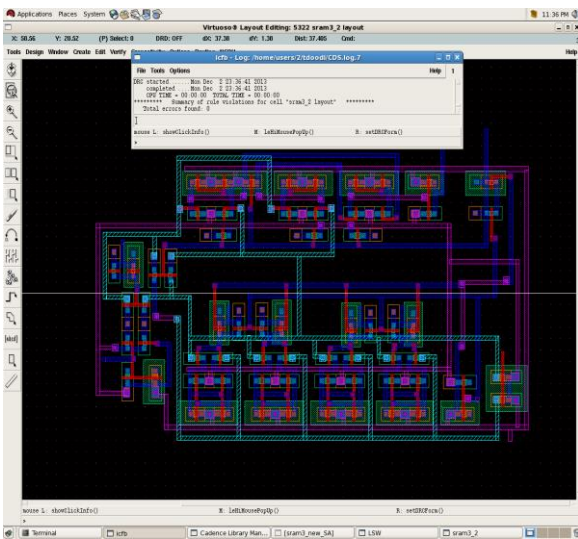 Applications Places System
11:36 PM
Virtuoso® Layout Editing: 5322 sram3_2 layout
X: 50.56 Y: 28.52 (F) Select: 0 DRD: OFF dX: 37.38 dY: 1.30 Dist: 37.405 Cmd:
Tools Design Window Create Edit Verify
Help
icfb - Log: /home/users/2/tdoodi/CDS.log.7
File Tools Options
Help 1
DRC started ......Mon Dec 2 23:36:41 2013
completed ....Mon Dec 2 23:36:41 2013
CPU TIME = 00:00:00 TOTAL TIME = 00:00:00
********* Summary of rule violations for cell "sram3_2 layout" *********
Total errors found: 0
mouse L: showClickInfo() M: leHiMousePopUp() R: setDRCForm()
>
[abcd]
mouse L: showClickInfo() M: leHiMousePopUp() R: setDRCForm()
>
Terminal
icfb
Cadence Library Man...
[sram3_new_SA]
LSW
sram3_2